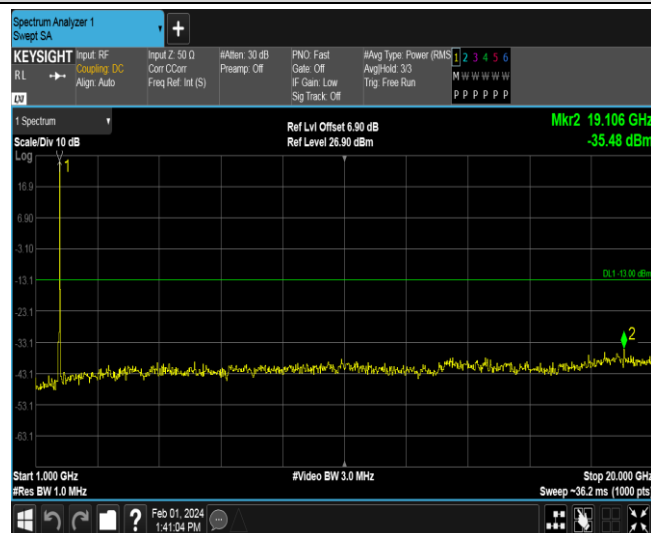 Spectrum Analyzer 1
Swept SA
+
KEYSIGHT
RL
LXI
Input: RF
Coupling: DC
Align: Auto
Input Z: 50 Ω
Corr CCorr
Freq Ref: Int (S)
#Atten: 30 dB
Preamp: Off
PNO: Fast
Gate: Off
IF Gain: Low
Sig Track: Off
#Avg Type: Power (RMS
Avg|Hold: 3/3
Trig: Free Run
1 2 3 4 5 6
M W W W W W
P P P P P P
1 Spectrum
Scale/Div 10 dB
Log
Ref Lvl Offset 6.90 dB
Ref Level 26.90 dBm
Mkr2 19.106 GHz
-35.48 dBm
1
16.9
6.90
-3.10
-13.1
DL1 -13.00 dBm
-23.1
2
-33.1
-43.1
-53.1
-63.1
Start 1.000 GHz
#Res BW 1.0 MHz
#Video BW 3.0 MHz
Stop 20.000 GHz
Sweep ~36.2 ms (1000 pts)
?
Feb 01, 2024
1:41:04 PM